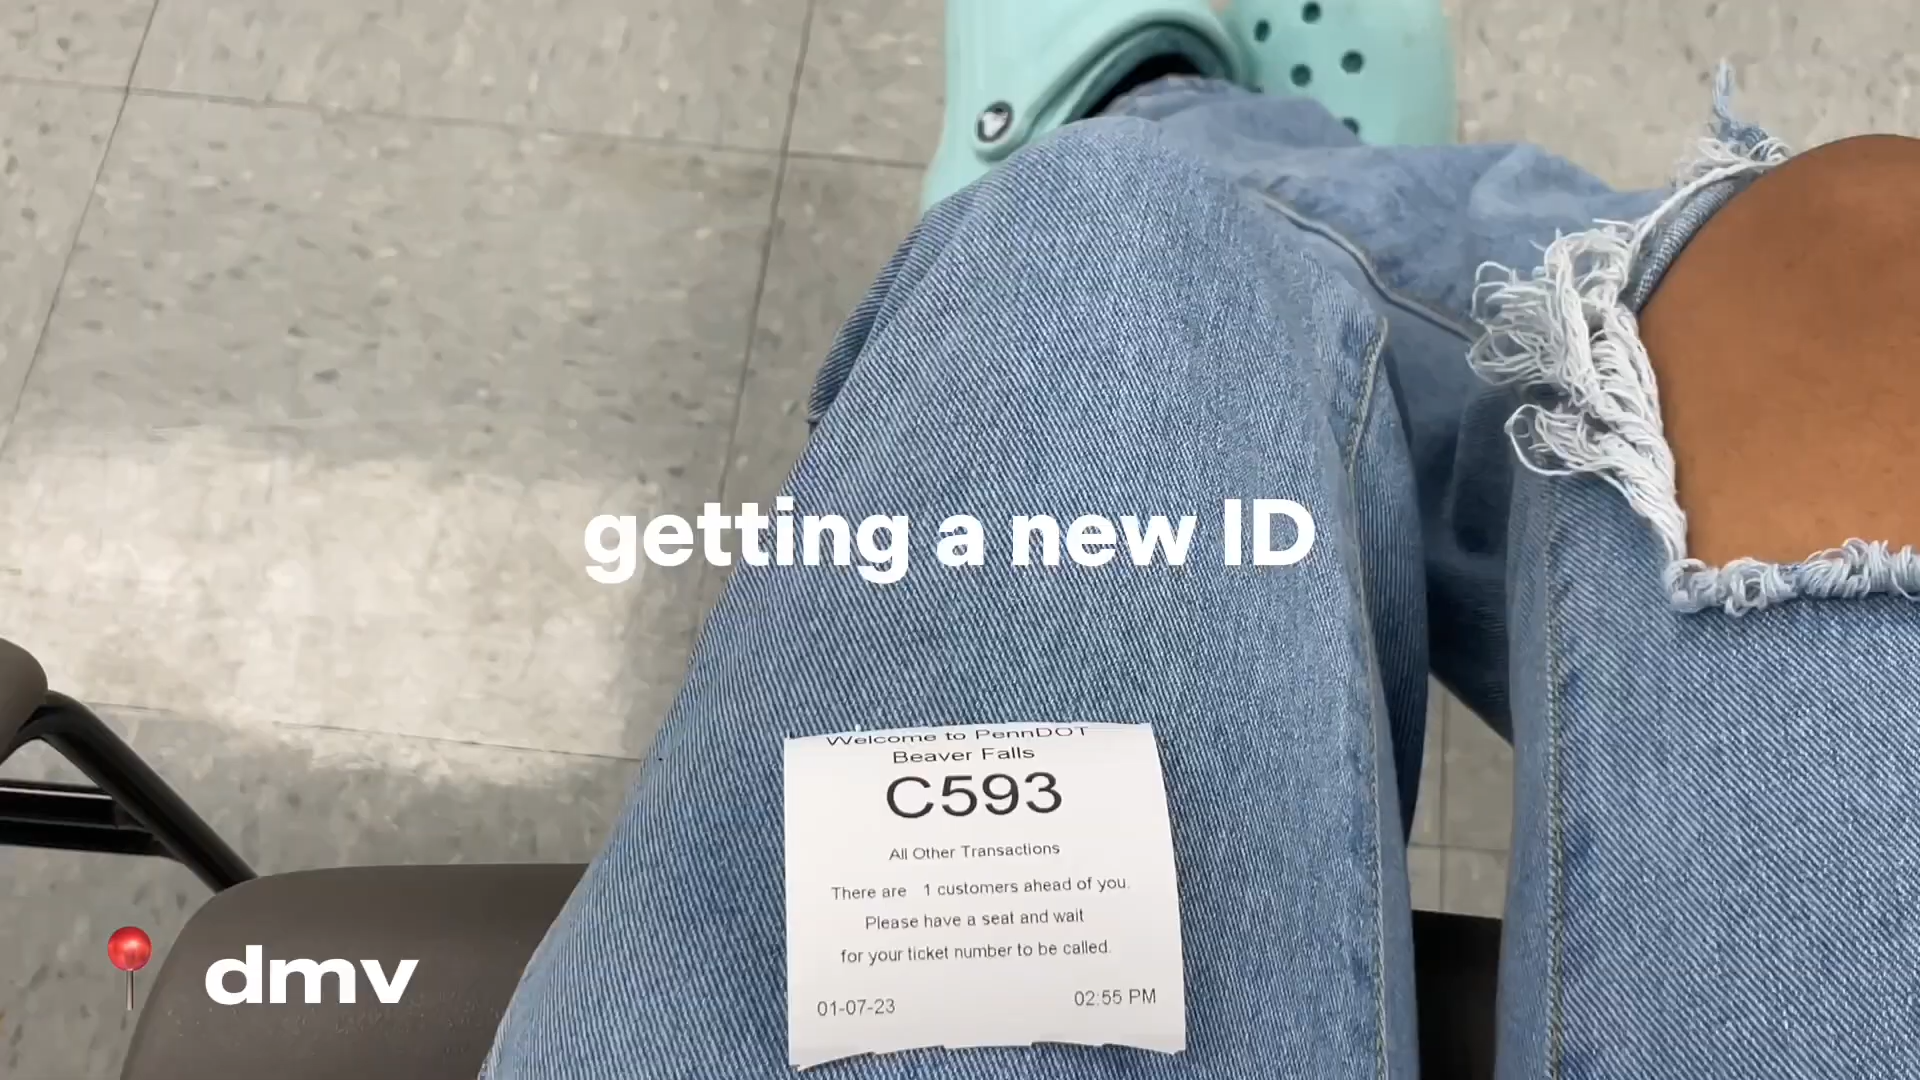 getting a new ID
Welcome to PennDOT
Beaver Falls
C593
All Other Transactions
There are 1 customers ahead of you.
Please have a seat and wait
for your ticket number to be called.
01-07-23 02:55 PM
dmv